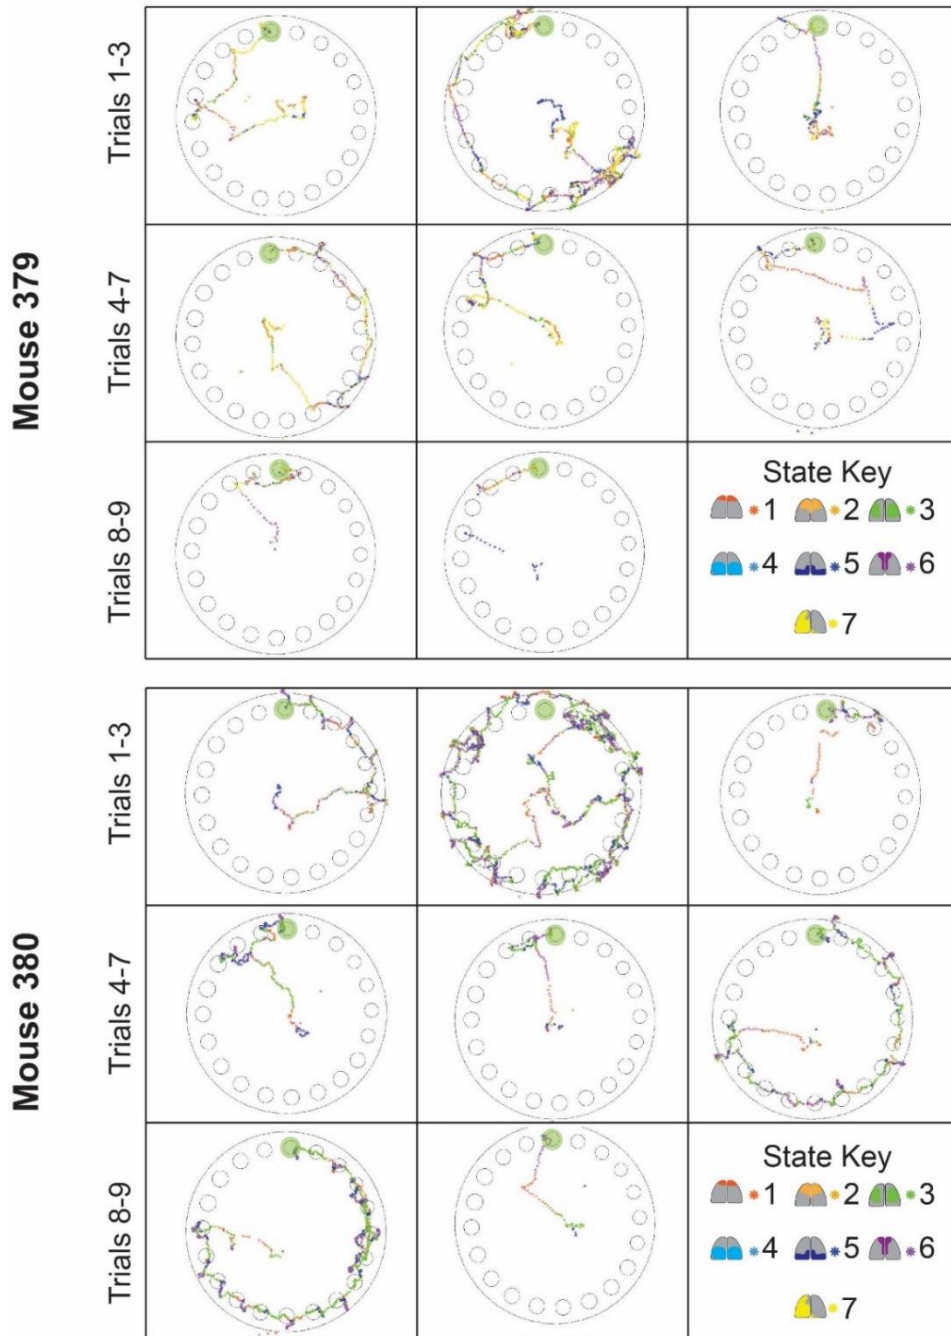 Mouse 379
Trials 1-3
Trials 4-7
Trials 8-9
State Key
1 2 3
4 5 6
7
Mouse 380
Trials 1-3
Trials 4-7
Trials 8-9
State Key
1 2 3
4 5 6
7